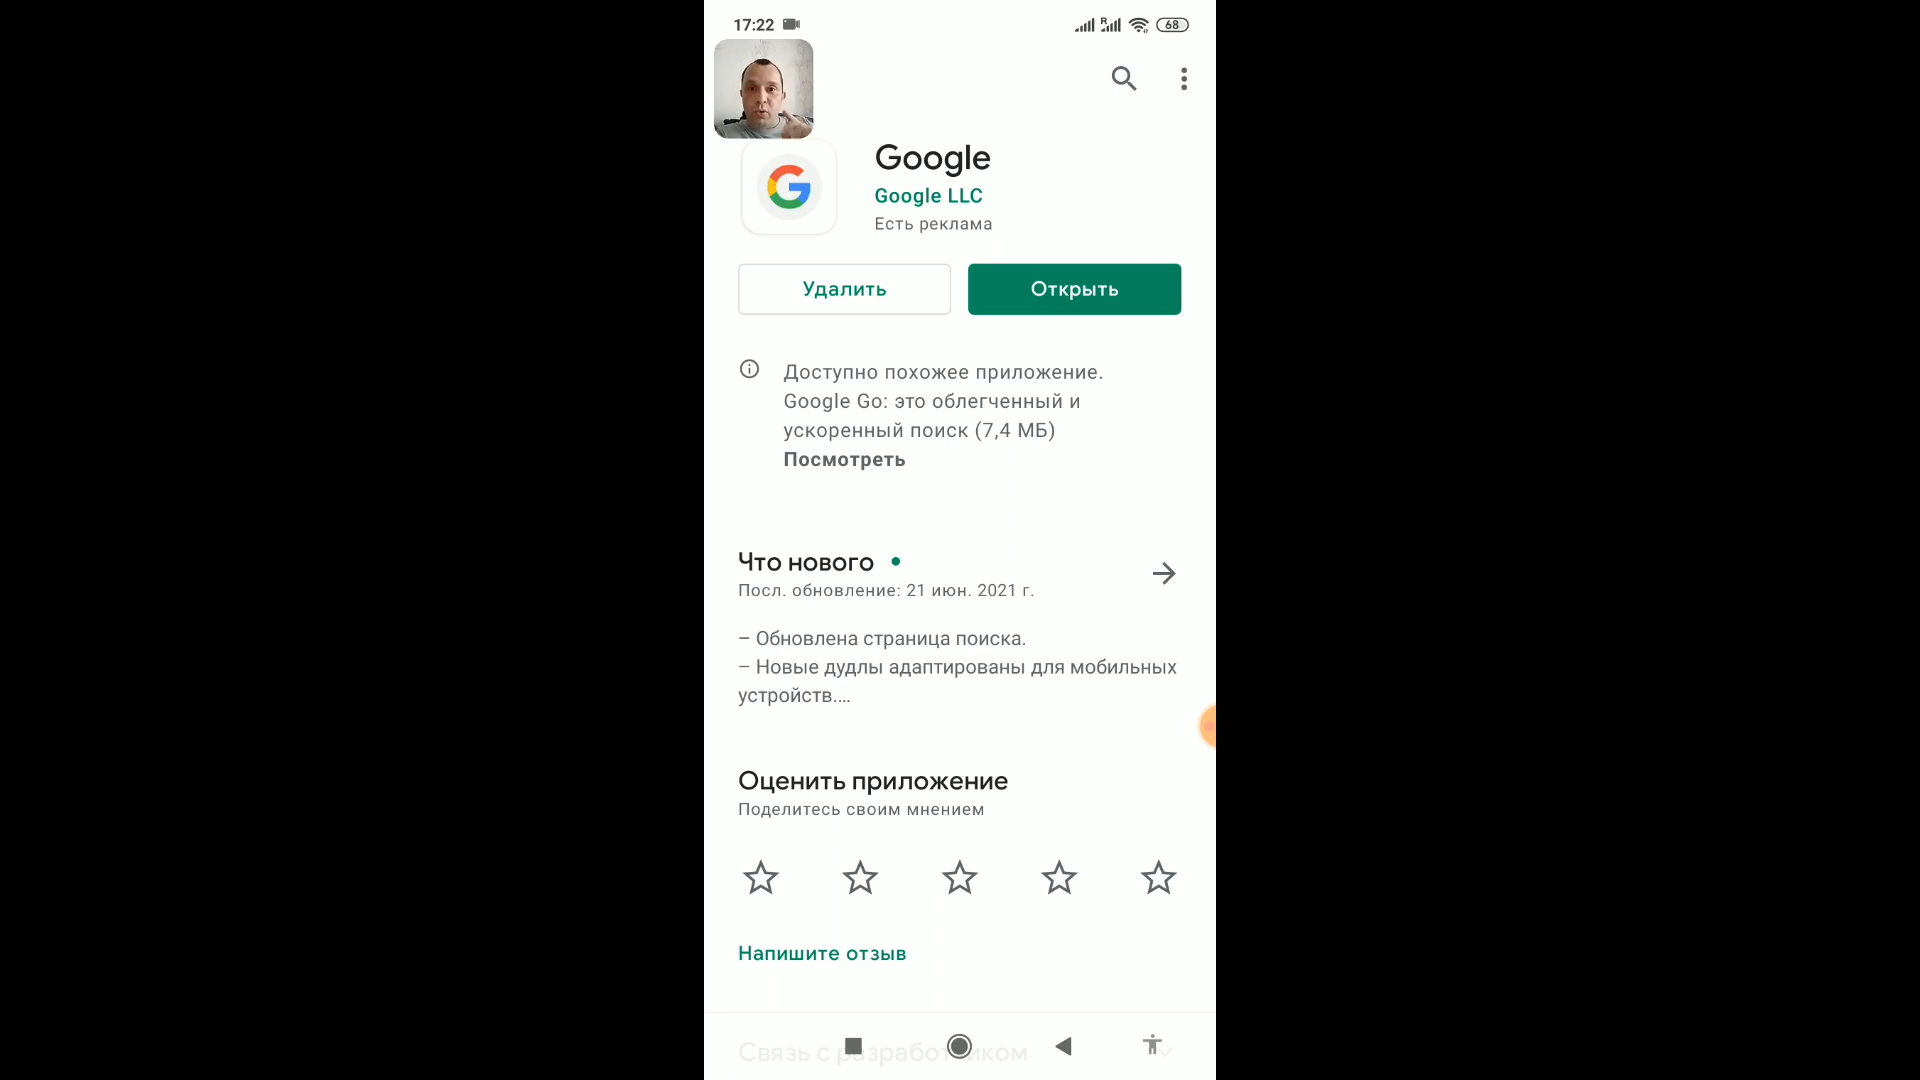 17:22
R
68
Google
Google LLC
Есть реклама
Удалить
Открыть
Доступно похожее приложение.
Google Go: это облегченный и
ускоренный поиск (7,4 МБ)
Посмотреть
Что нового
Посл. обновление: 21 июн. 2021 г.
– Обновлена страница поиска.
– Новые дудлы адаптированы для мобильных
устройств.…
Оценить приложение
Поделитесь своим мнением
Напишите отзыв
Связь с разработчиком